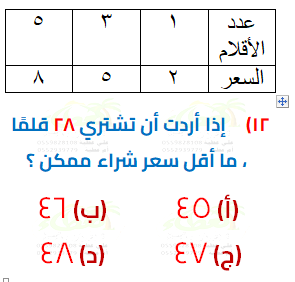 عدد الأقلام ١ ٣ ٥
السعر ٢ ٥ ٨
١٢) إذا أردت أن تشتري ٢٨ قلمًا
، ما أقل سعر شراء ممكن ؟
(أ) ٤٥ (ب) ٤٦
(ج) ٤٧ (د) ٤٨